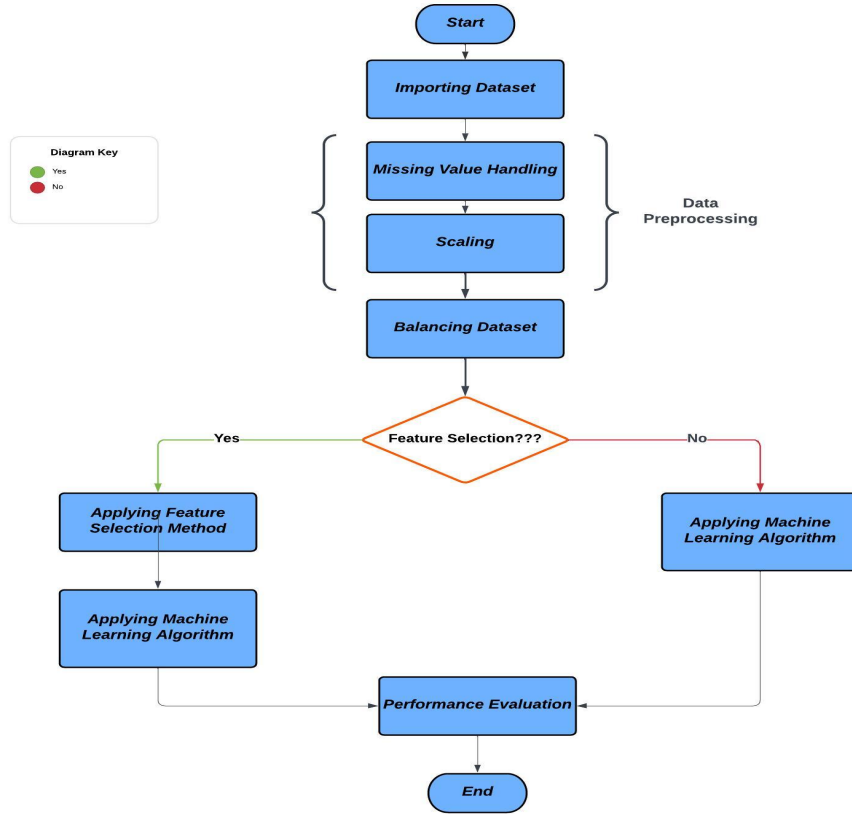 Start
Importing Dataset
Diagram Key
Yes
No
Missing Value Handling
Scaling
Data
Preprocessing
Balancing Dataset
Feature Selection???
Yes
No
Applying Feature
Selection Method
Applying Machine
Learning Algorithm
Applying Machine
Learning Algorithm
Performance Evaluation
End